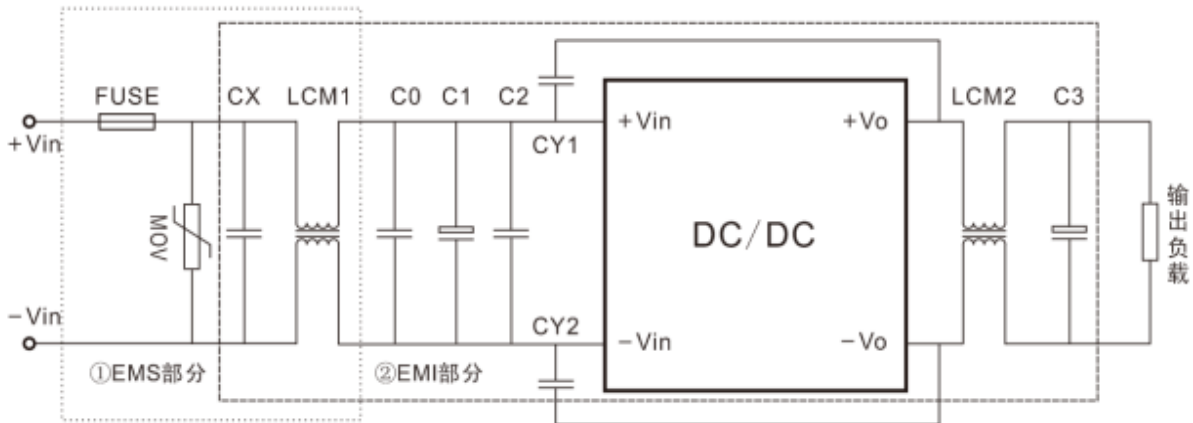 FUSE
CX
LCM1
C0
C1
C2
LCM2
C3
+Vin
CY1
+Vin
+Vo
MOV
DC/DC
输出负载
-Vin
CY2
-Vin
-Vo
①EMS部分
②EMI部分